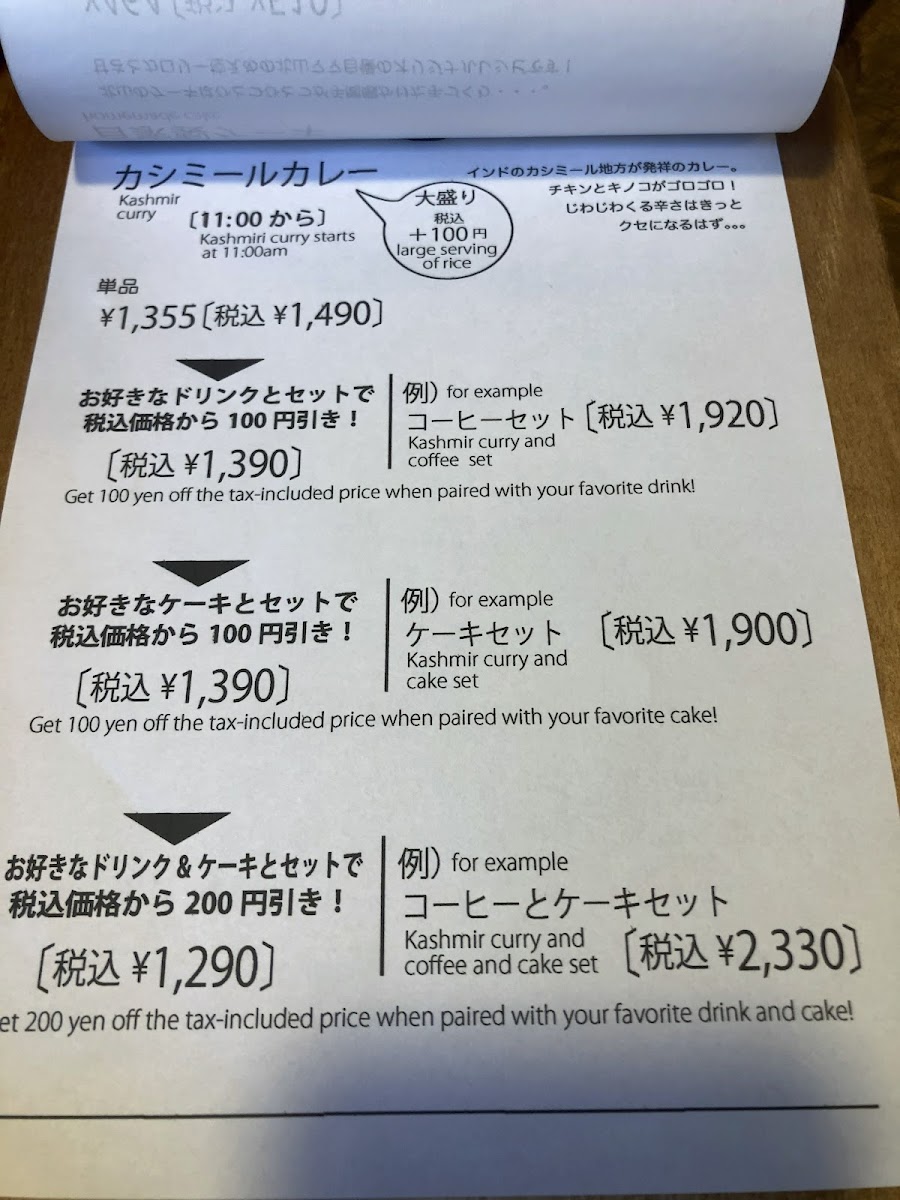 カシミールカレー
Kashmir
curry
〔11:00 から〕
Kashmiri curry starts
at 11:00am
大盛り
税込
＋100円
large serving
of rice
インドのカシミール地方が発祥のカレー。
チキンとキノコがゴロゴロ！
じわじわくる辛さはきっと
クセになるはず。。。
単品
¥1,355〔税込 ¥1,490〕
お好きなドリンクとセットで
税込価格から 100 円引き！
〔税込 ¥1,390〕
例）for example
コーヒーセット〔税込 ¥1,920〕
Kashmir curry and
coffee set
Get 100 yen off the tax-included price when paired with your favorite drink!
お好きなケーキとセットで
税込価格から 100 円引き！
〔税込 ¥1,390〕
例）for example
ケーキセット 〔税込 ¥1,900〕
Kashmir curry and
cake set
Get 100 yen off the tax-included price when paired with your favorite cake!
お好きなドリンク＆ケーキとセットで
税込価格から 200 円引き！
〔税込 ¥1,290〕
例）for example
コーヒーとケーキセット
Kashmir curry and
coffee and cake set 〔税込 ¥2,330〕
et 200 yen off the tax-included price when paired with your favorite drink and cake!